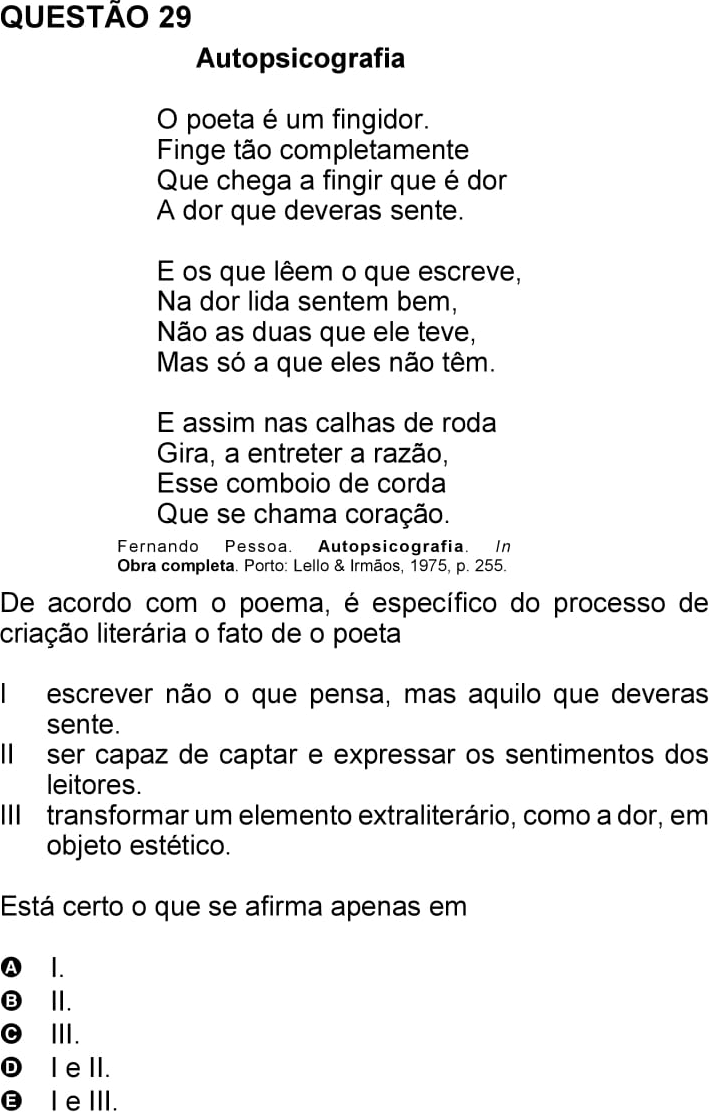 QUESTÃO 29
Autopsicografia
O poeta é um fingidor.
Finge tão completamente
Que chega a fingir que é dor
A dor que deveras sente.
E os que lêem o que escreve,
Na dor lida sentem bem,
Não as duas que ele teve,
Mas só a que eles não têm.
E assim nas calhas de roda
Gira, a entreter a razão,
Esse comboio de corda
Que se chama coração.
Fernando Pessoa. Autopsicografia. In
Obra completa. Porto: Lello & Irmãos, 1975, p. 255.
De acordo com o poema, é específico do processo de
criação literária o fato de o poeta
I escrever não o que pensa, mas aquilo que deveras
sente.
II ser capaz de captar e expressar os sentimentos dos
leitores.
III transformar um elemento extraliterário, como a dor, em
objeto estético.
Está certo o que se afirma apenas em
A I.
B II.
C III.
D I e II.
E I e III.